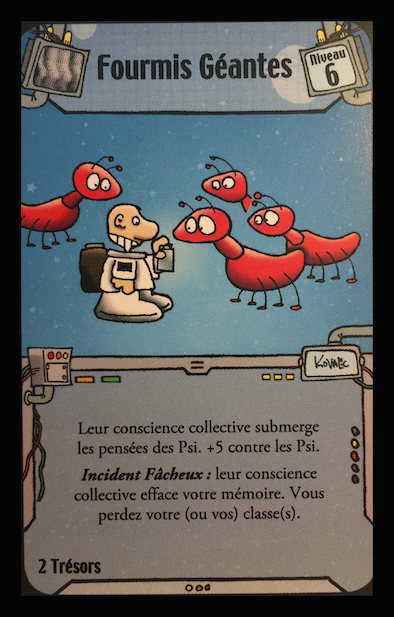 Fourmis Géantes
Niveau
6
KOVALIC
Leur conscience collective submerge
les pensées des Psi. +5 contre les Psi.
Incident Fâcheux : leur conscience
collective efface votre mémoire. Vous
perdez votre (ou vos) classe(s).
2 Trésors